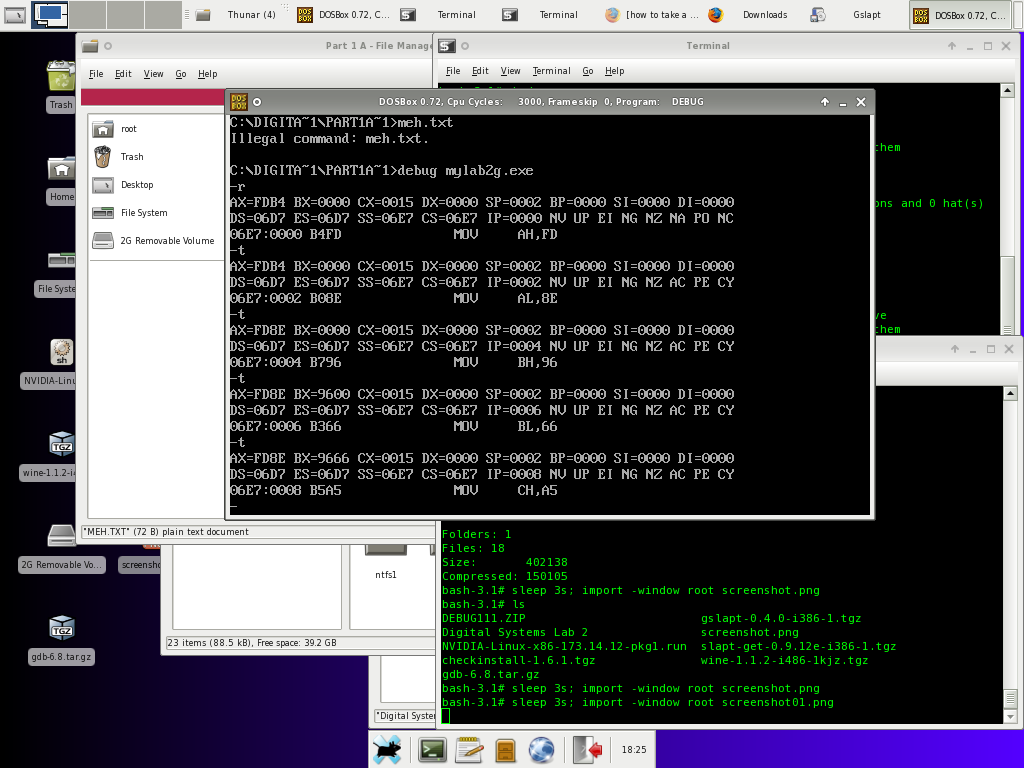 Thunar (4)
DOSBox 0.72, C...
Terminal
Terminal
[how to take a ...
Downloads
Gslapt
DOSBox 0.72, C...
Part 1 A - File Manag
Terminal
File Edit View Go Help
File Edit View Terminal Go Help
Trash
Home
NVIDIA-Linu
wine-1.1.2-i4
2G Removable Vo...
gdb-6.8.tar.gz
root
Trash
Desktop
File System
2G Removable Volume
DOSBox 0.72, Cpu Cycles: 3000, Frameskip 0, Program: DEBUG
C:\DIGITA~1\PART1A~1>meh.txt
Illegal command: meh.txt.
C:\DIGITA~1\PART1A~1>debug mylab2g.exe
-r
AX=FDB4 BX=0000 CX=0015 DX=0000 SP=0002 BP=0000 SI=0000 DI=0000
DS=06D7 ES=06D7 SS=06E7 CS=06E7 IP=0000 NV UP EI NG NZ NA PO NC
06E7:0000 B4FD MOV AH,FD
-t
AX=FDB4 BX=0000 CX=0015 DX=0000 SP=0002 BP=0000 SI=0000 DI=0000
DS=06D7 ES=06D7 SS=06E7 CS=06E7 IP=0002 NV UP EI NG NZ AC PE CY
06E7:0002 B08E MOV AL,8E
-t
AX=FD8E BX=0000 CX=0015 DX=0000 SP=0002 BP=0000 SI=0000 DI=0000
DS=06D7 ES=06D7 SS=06E7 CS=06E7 IP=0004 NV UP EI NG NZ AC PE CY
06E7:0004 B796 MOV BH,96
-t
AX=FD8E BX=9600 CX=0015 DX=0000 SP=0002 BP=0000 SI=0000 DI=0000
DS=06D7 ES=06D7 SS=06E7 CS=06E7 IP=0006 NV UP EI NG NZ AC PE CY
06E7:0006 B366 MOV BL,66
-t
AX=FD8E BX=9666 CX=0015 DX=0000 SP=0002 BP=0000 SI=0000 DI=0000
DS=06D7 ES=06D7 SS=06E7 CS=06E7 IP=0008 NV UP EI NG NZ AC PE CY
06E7:0008 B5A5 MOV CH,A5
-
hem
ons and 0 hat(s)
ve
hem
"MEH.TXT" (72 B) plain text document
ntfs1
23 items (88.5 kB), Free space: 39.2 GB
"Digital Syste
Folders: 1
Files: 18
Size: 402138
Compressed: 150105
bash-3.1# sleep 3s; import -window root screenshot.png
bash-3.1# ls
DEBUG111.ZIP gslapt-0.4.0-i386-1.tgz
Digital Systems Lab 2 screenshot.png
NVIDIA-Linux-x86-173.14.12-pkg1.run slapt-get-0.9.12e-i386-1.tgz
checkinstall-1.6.1.tgz wine-1.1.2-i486-1kjz.tgz
gdb-6.8.tar.gz
bash-3.1# sleep 3s; import -window root screenshot.png
bash-3.1# sleep 3s; import -window root screenshot01.png
18:25